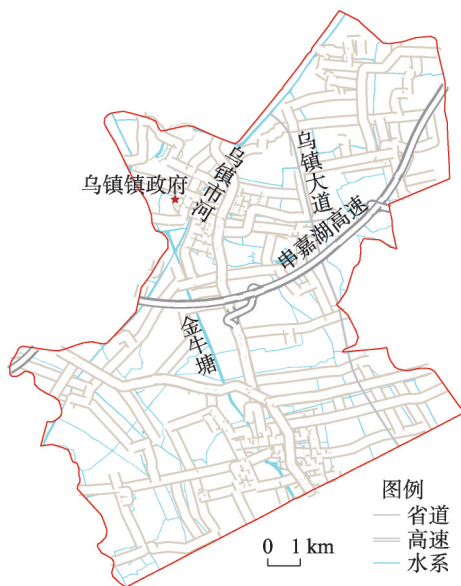 乌镇镇政府
乌镇市河
乌镇大道
申嘉湖高速
金牛塘
图例
省道
高速
水系
0 1 km